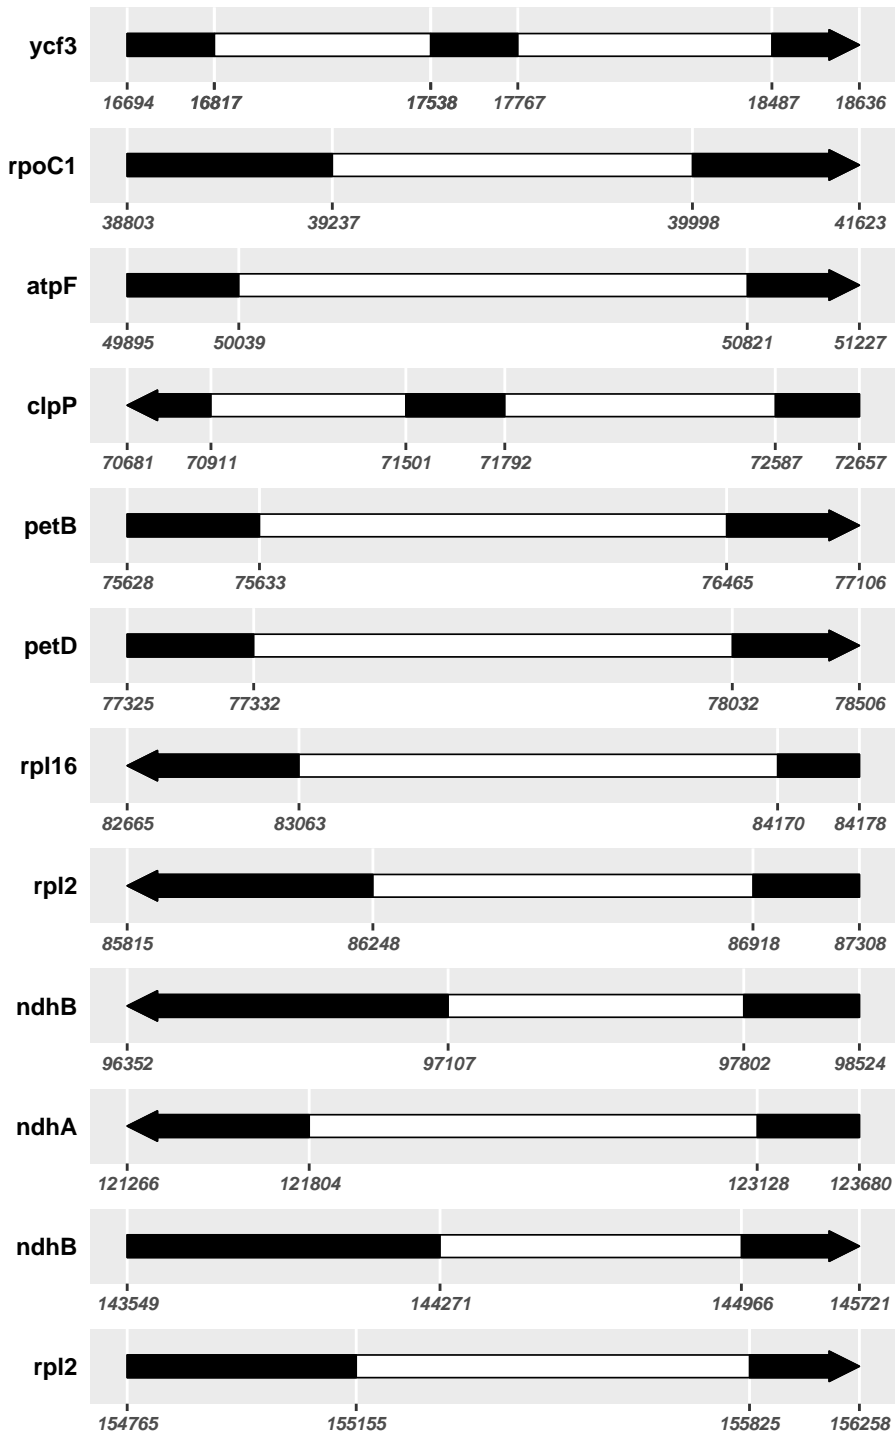 ycf3
16694 16817 17538 17767 18487 18636
rpoC1
38803 39237 39998 41623
atpF
49895 50039 50821 51227
clpP
70681 70911 71501 71792 72587 72657
petB
75628 75633 76465 77106
petD
77325 77332 78032 78506
rpl16
82665 83063 84170 84178
rpl2
85815 86248 86918 87308
ndhB
96352 97107 97802 98524
ndhA
121266 121804 123128 123680
ndhB
143549 144271 144966 145721
rpl2
154765 155155 155825 156258